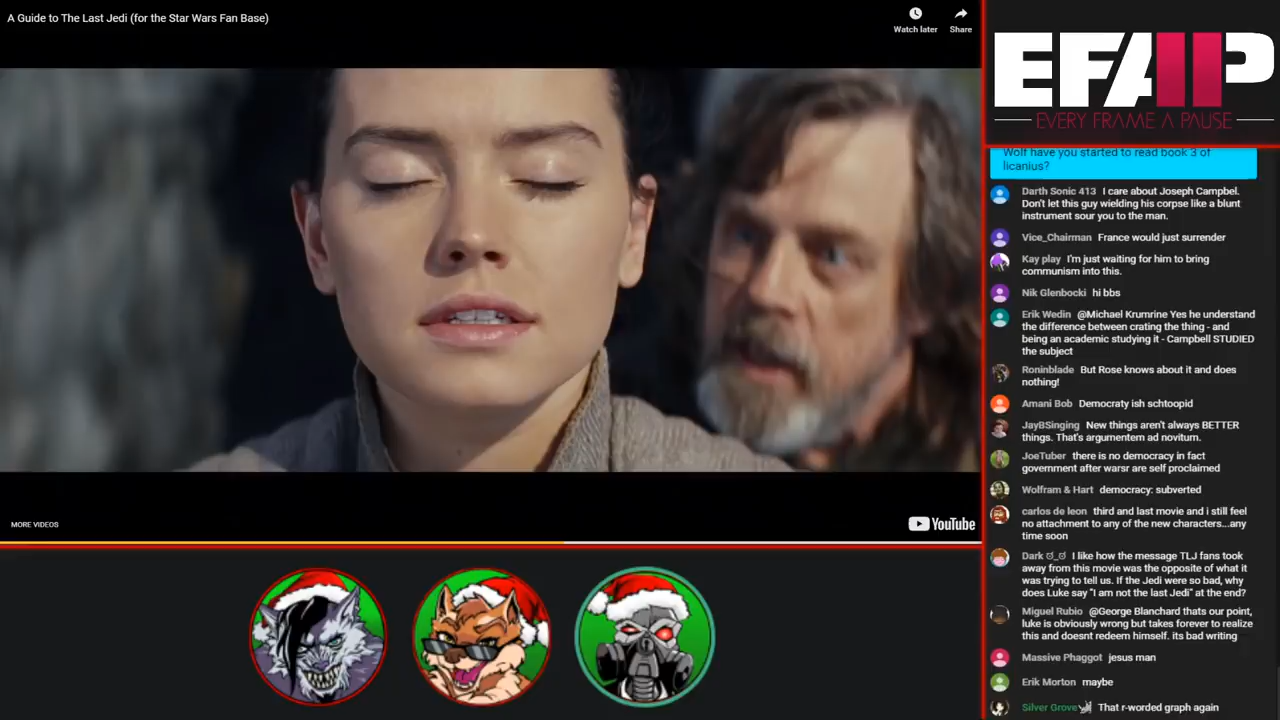 A Guide to The Last Jedi (for the Star Wars Fan Base)
Watch later
Share
MORE VIDEOS
YouTube
EFAP
EVERY FRAME A PAUSE
Wolf have you started to read book 3 of
licanius?
Darth Sonic 413 I care about Joseph Campbel.
Don't let this guy wielding his corpse like a blunt
instrument sour you to the man.
Vice_Chairman France would just surrender
Kay play I'm just waiting for him to bring
communism into this.
Nik Glenbocki hi bbs
Erik Wedin @Michael Krumrine Yes he understand
the difference between crating the thing - and
being an academic studying it - Campbell STUDIED
the subject
Roninblade But Rose knows about it and does
nothing!
Amani Bob Democraty ish schtoopid
JayBSinging New things aren't always BETTER
things. That's argumentem ad novitum.
JoeTuber there is no democracy in fact
government after warsr are self proclaimed
Wolfram & Hart democracy: subverted
carlos de leon third and last movie and i still feel
no attachment to any of the new characters...any
time soon
Dark ಠ_ಠ I like how the message TLJ fans took
away from this movie was the opposite of what it
was trying to tell us. If the Jedi were so bad, why
does Luke say "I am not the last Jedi" at the end?
Miguel Rubio @George Blanchard thats our point,
luke is obviously wrong but takes forever to realize
this and doesnt redeem himself. its bad writing
Massive Phaggot jesus man
Erik Morton maybe
Silver Grove That r-worded graph again